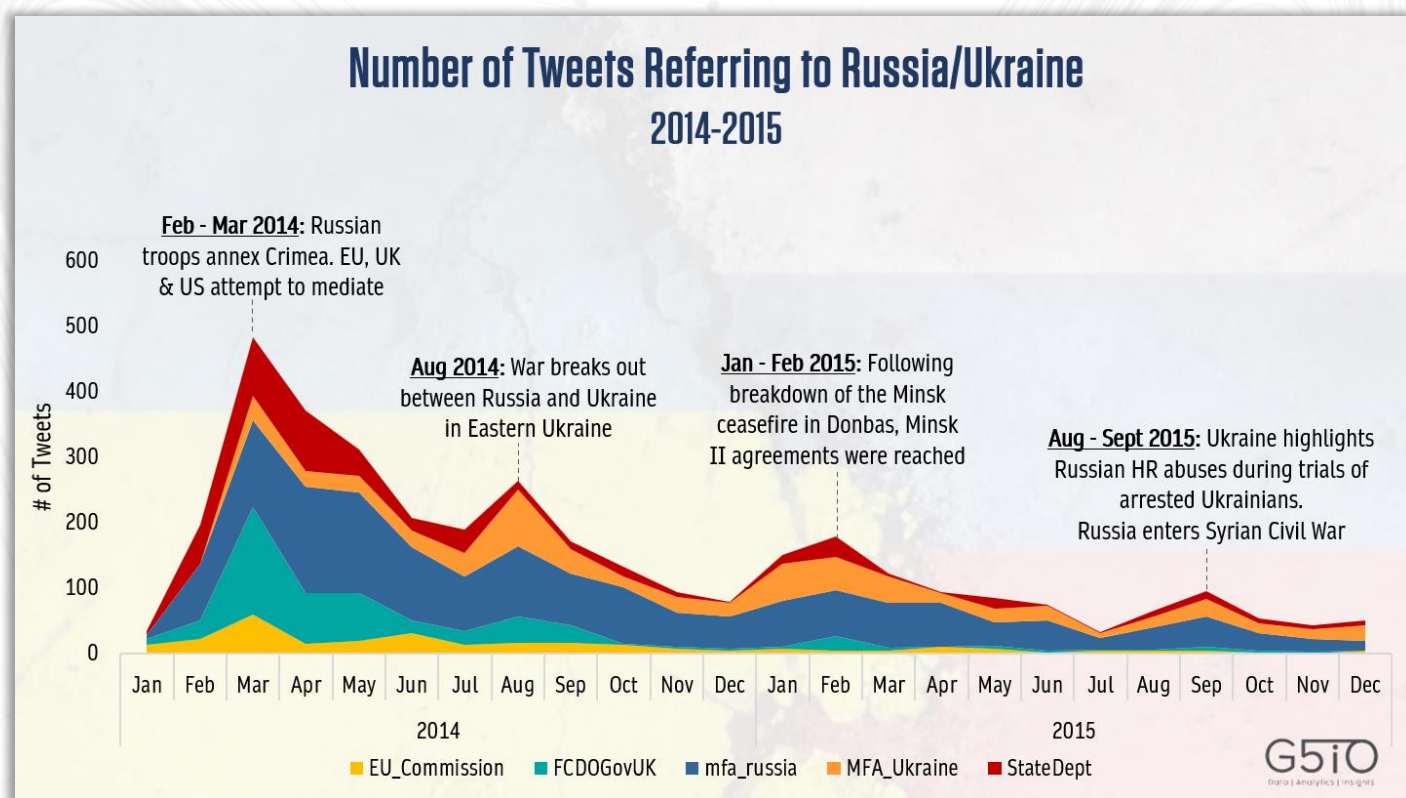 Number of Tweets Referring to Russia/Ukraine
2014-2015
Feb - Mar 2014: Russian
troops annex Crimea. EU, UK
& US attempt to mediate
Aug 2014: War breaks out
between Russia and Ukraine
in Eastern Ukraine
Jan - Feb 2015: Following
breakdown of the Minsk
ceasefire in Donbas, Minsk
II agreements were reached
Aug - Sept 2015: Ukraine highlights
Russian HR abuses during trials of
arrested Ukrainians.
Russia enters Syrian Civil War
# of Tweets
600
500
400
300
200
100
0
Jan Feb Mar Apr May Jun Jul Aug Sep Oct Nov Dec Jan Feb Mar Apr May Jun Jul Aug Sep Oct Nov Dec
2014 2015
EU_Commission FCDOGovUK mfa_russia MFA_Ukraine StateDept
G5iO
Data | Analytics | Insights